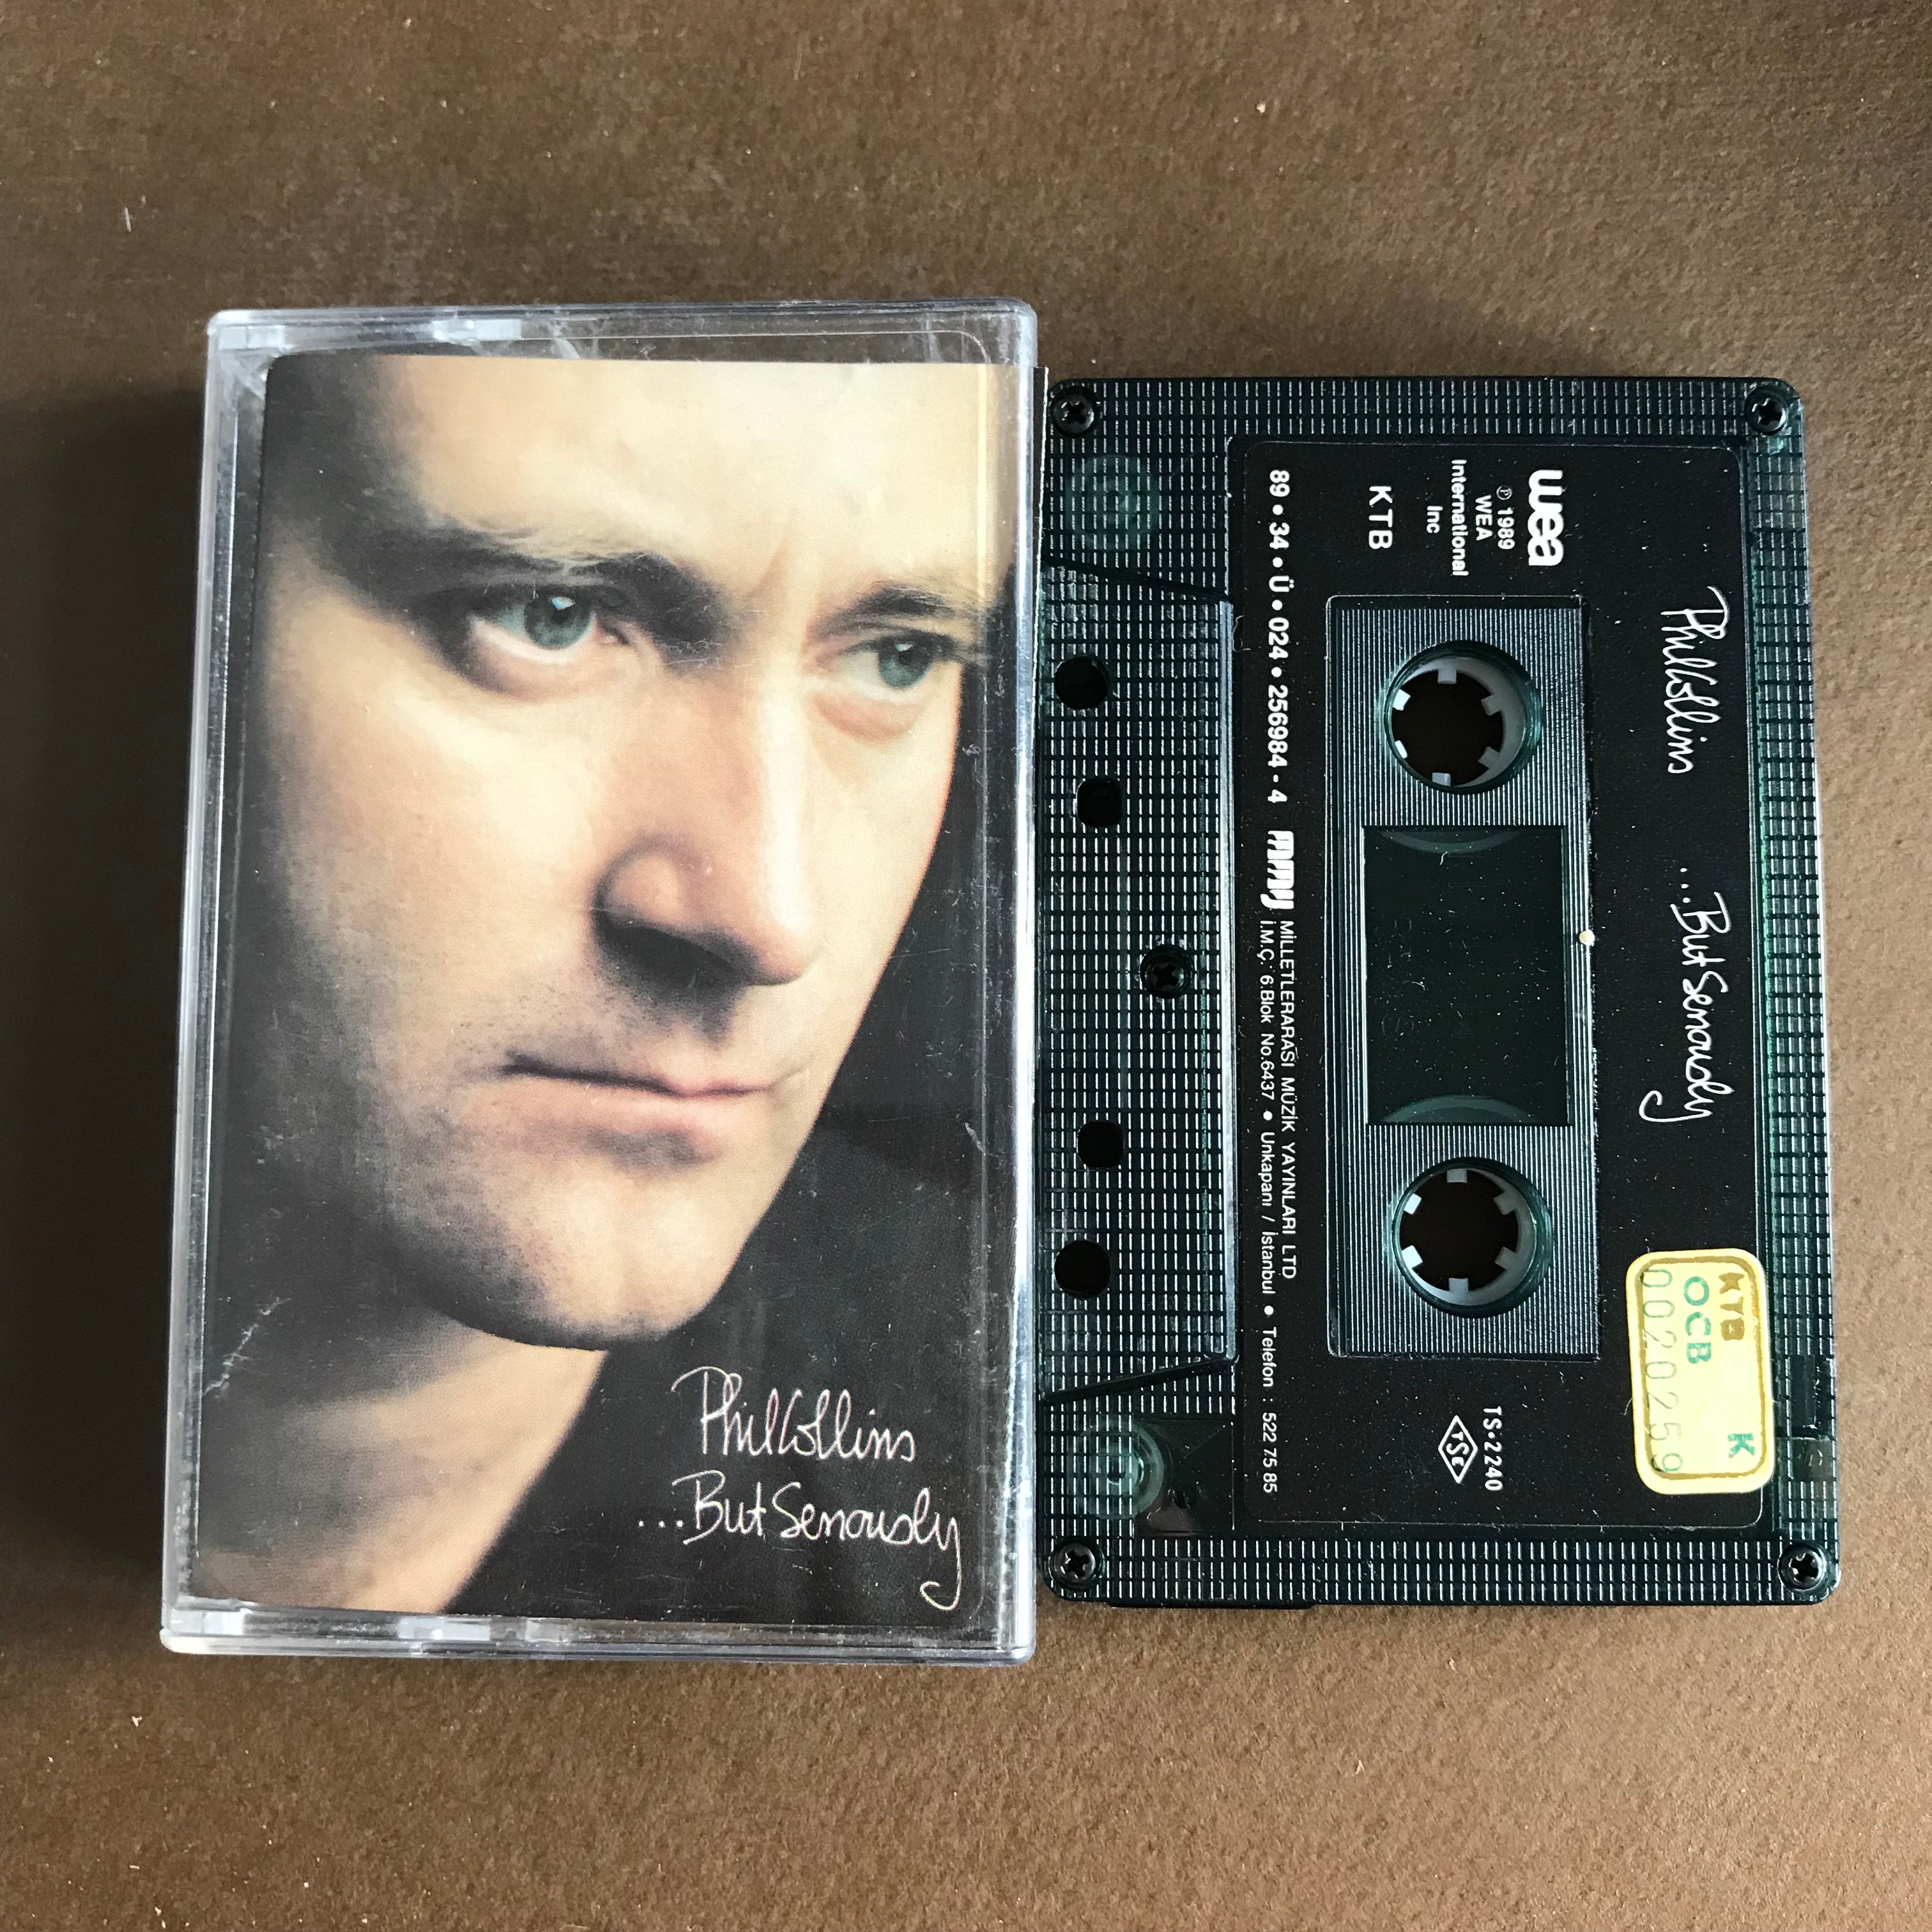 Phil Collins
...But Seriously
Phil Collins ...But Seriously
wea
℗ 1989
WEA
International
Inc
KTB
89 • 34 • Ü • 024 • 256984 • 4
MİLLETLERARASI MÜZİK YAYINLARI LTD
İ.M.Ç. 6.Blok No.6437 • Unkapanı / İstanbul • Telefon : 522 75 85
TS•2240
TSE
KTB K
OCB
0020259